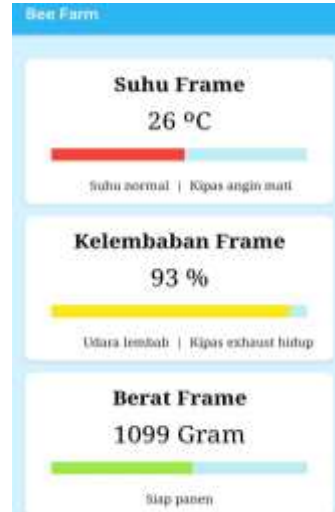 Bee Farm
Suhu Frame
26 ºC
Suhu normal | Kipas angin mati
Kelembaban Frame
93 %
Udara lembab | Kipas exhaust hidup
Berat Frame
1099 Gram
Siap panen